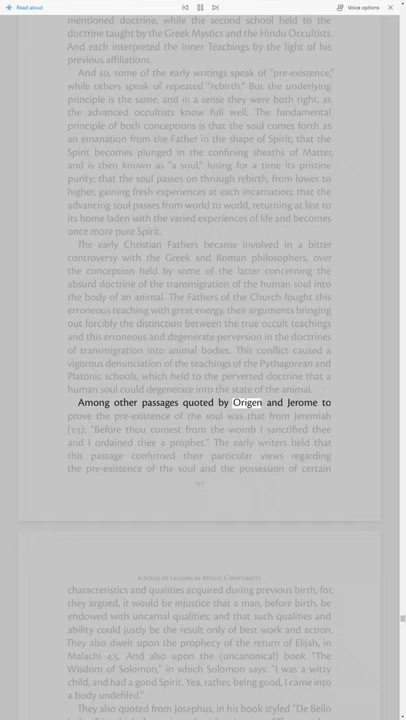 Read aloud
Voice options
mentioned doctrine, while the second school held to the
doctrine taught by the Greek Mystics and the Hindu Occultists.
And each interpreted the Inner Teachings by the light of his
previous affiliations.
And so, some of the early writings speak of "pre-existence,"
while others speak of repeated "rebirth." But the underlying
principle is the same, and in a sense they were both right, as
the advanced occultists know full well. The fundamental
principle of both conceptions is that the soul comes forth as
an emanation from the Father in the shape of Spirit; that the
Spirit becomes plunged in the confining sheaths of Matter,
and is then known as "a soul," losing for a time its pristine
purity; that the soul passes on through rebirth, from lower to
higher, gaining fresh experiences at each incarnation; that the
advancing soul passes from world to world, returning at last to
its home laden with the varied experiences of life and becomes
once more pure Spirit.
The early Christian Fathers became involved in a bitter
controversy with the Greek and Roman philosophers, over
the conception held by some of the latter concerning the
absurd doctrine of the transmigration of the human soul into
the body of an animal. The Fathers of the Church fought this
erroneous teaching with great energy, their arguments bringing
out forcibly the distinction between the true occult teachings
and this erroneous and degenerate perversion in the doctrines
of transmigration into animal bodies. This conflict caused a
vigorous denunciation of the teachings of the Pythagorean and
Platonic schools, which held to the perverted doctrine that a
human soul could degenerate into the state of the animal.
Among other passages quoted by Origen and Jerome to
prove the pre-existence of the soul was that from Jeremiah
(1:5): "Before thou comest from the womb I sanctified thee
and I ordained thee a prophet." The early writers held that
this passage confirmed their particular views regarding
the pre-existence of the soul and the possession of certain
A Series of Lessons in Mystic Christianity
characteristics and qualities acquired during previous birth, for,
they argued, it would be injustice that a man, before birth, be
endowed with uncarnal qualities; and that such qualities and
ability could justly be the result only of best work and action.
They also dwelt upon the prophecy of the return of Elijah, in
Malachi 4:5. And also upon the (uncanonical) book "The
Wisdom of Solomon," in which Solomon says: "I was a witty
child, and had a good Spirit. Yea, rather, being good, I came into
a body undefiled."
They also quoted from Josephus, in his book styled "De Bello